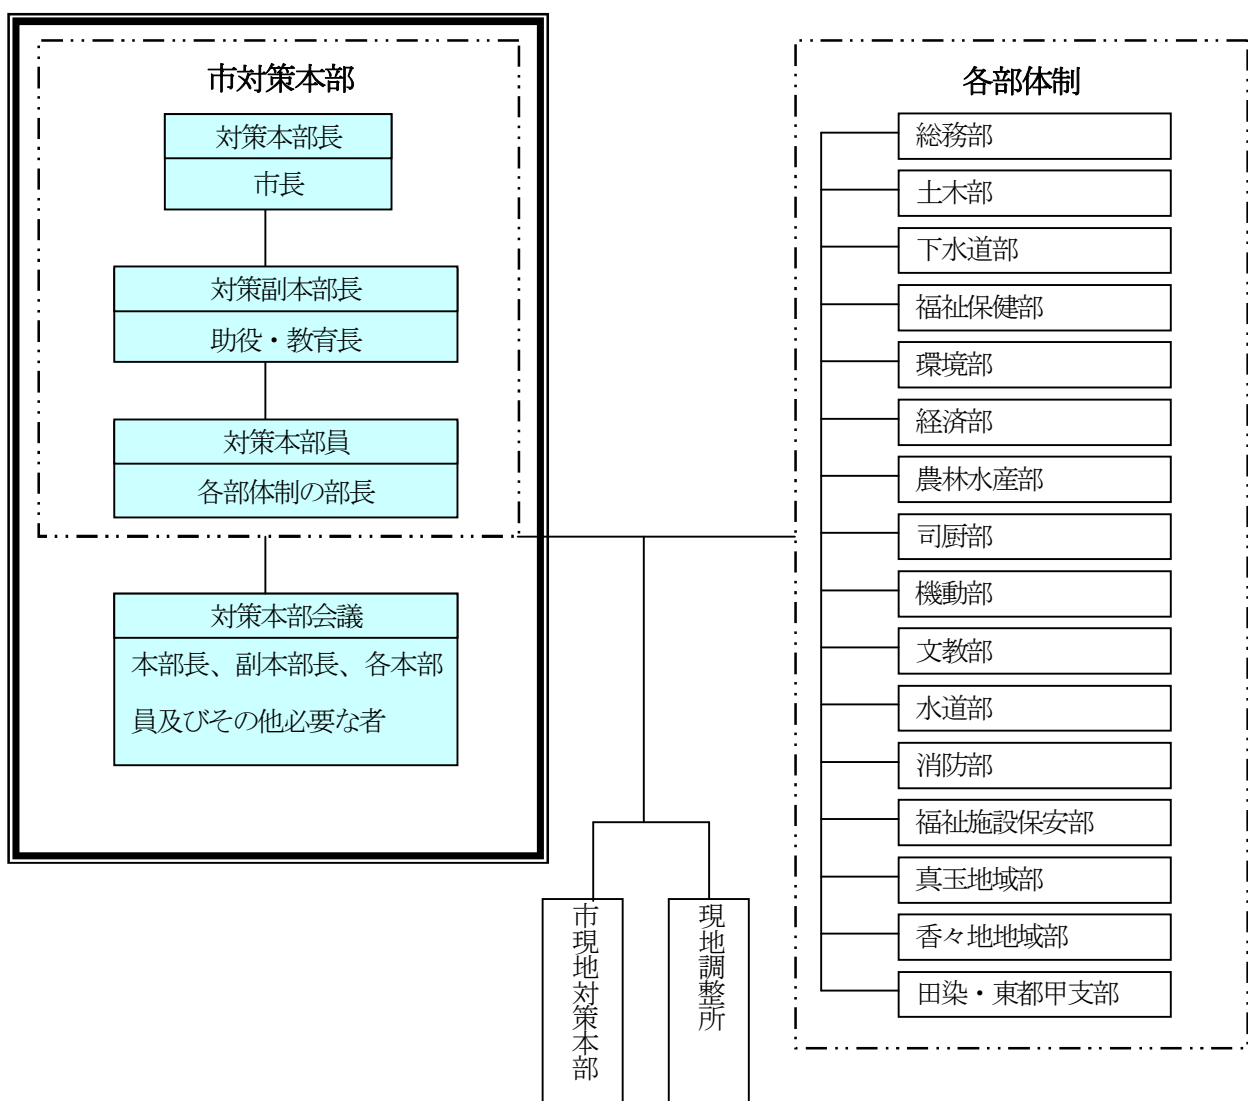 市対策本部
対策本部長
市長
対策副本部長
助役・教育長
対策本部員
各部体制の部長
対策本部会議
本部長、副本部長、各本部
員及びその他必要な者
市現地対策本部
現地調整所
各部体制
総務部
土木部
下水道部
福祉保健部
環境部
経済部
農林水産部
司厨部
機動部
文教部
水道部
消防部
福祉施設保安部
真玉地域部
香々地地域部
田染・東都甲支部